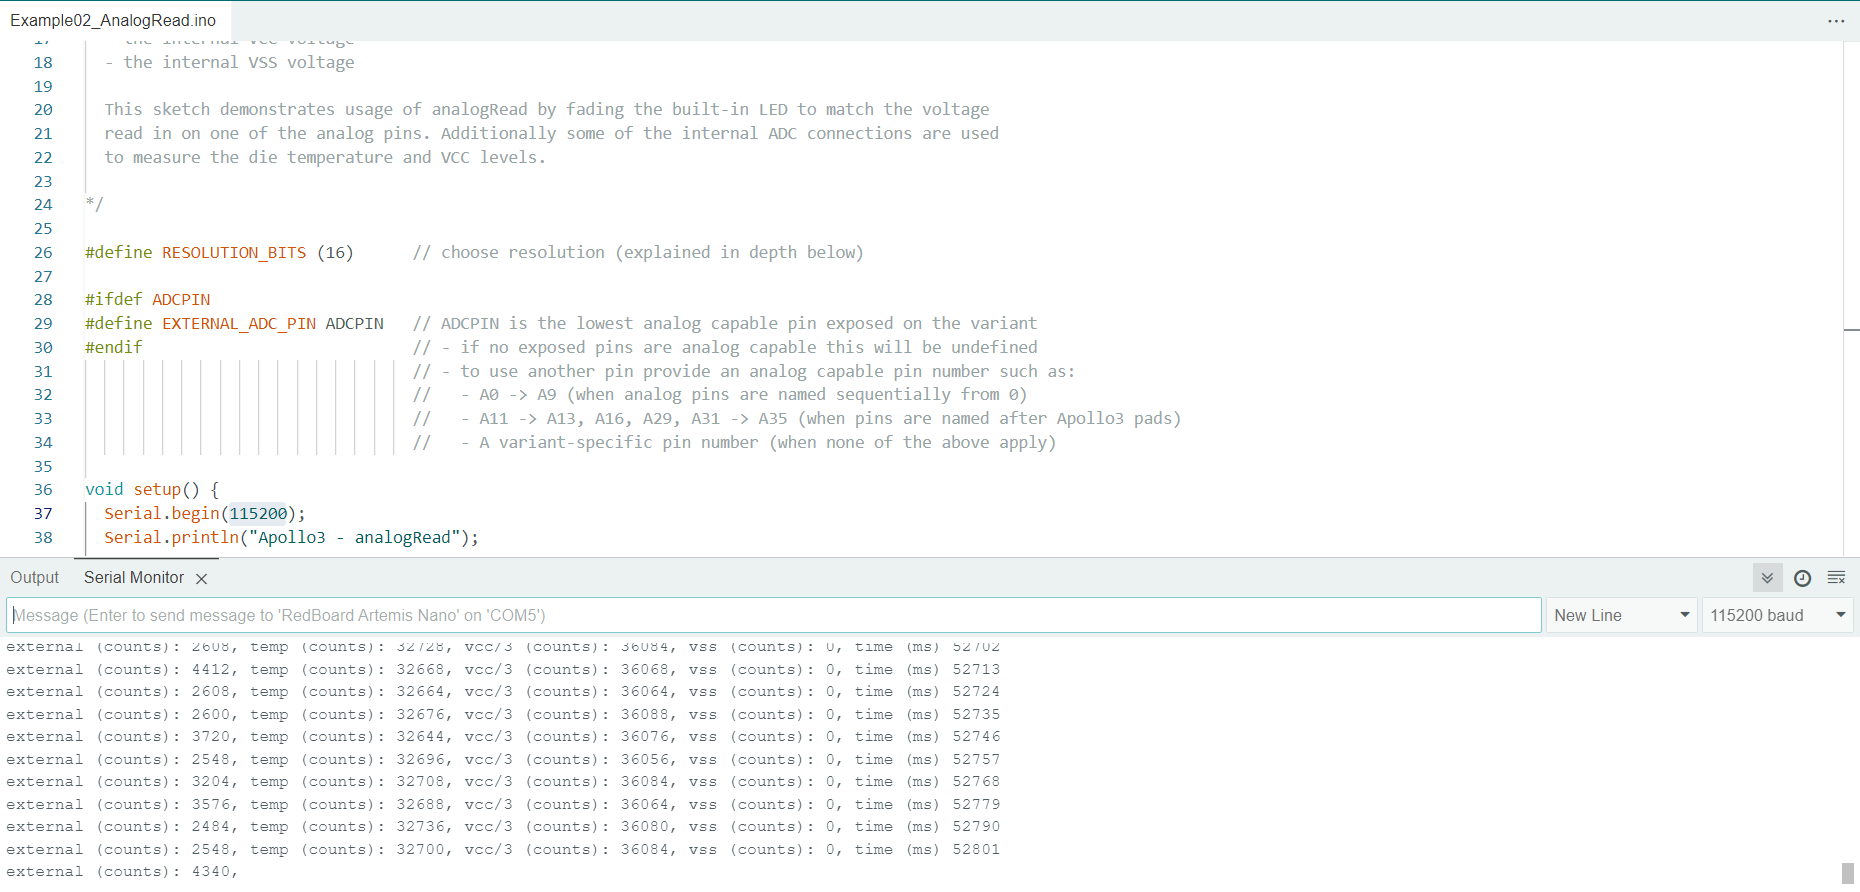 Example02_AnalogRead.ino
17 - the internal VCC voltage
18 - the internal VSS voltage
19
20 This sketch demonstrates usage of analogRead by fading the built-in LED to match the voltage
21 read in on one of the analog pins. Additionally some of the internal ADC connections are used
22 to measure the die temperature and VCC levels.
23
24 */
25
26 #define RESOLUTION_BITS (16) // choose resolution (explained in depth below)
27
28 #ifdef ADCPIN
29 #define EXTERNAL_ADC_PIN ADCPIN // ADCPIN is the lowest analog capable pin exposed on the variant
30 #endif // - if no exposed pins are analog capable this will be undefined
31 // - to use another pin provide an analog capable pin number such as:
32 // - A0 -> A9 (when analog pins are named sequentially from 0)
33 // - A11 -> A13, A16, A29, A31 -> A35 (when pins are named after Apollo3 pads)
34 // - A variant-specific pin number (when none of the above apply)
35
36 void setup() {
37 Serial.begin(115200);
38 Serial.println("Apollo3 - analogRead");
Output Serial Monitor
Message (Enter to send message to 'RedBoard Artemis Nano' on 'COM5') New Line 115200 baud
external (counts): 2608, temp (counts): 32728, vcc/3 (counts): 36084, vss (counts): 0, time (ms) 52702
external (counts): 4412, temp (counts): 32668, vcc/3 (counts): 36068, vss (counts): 0, time (ms) 52713
external (counts): 2608, temp (counts): 32664, vcc/3 (counts): 36064, vss (counts): 0, time (ms) 52724
external (counts): 2600, temp (counts): 32676, vcc/3 (counts): 36088, vss (counts): 0, time (ms) 52735
external (counts): 3720, temp (counts): 32644, vcc/3 (counts): 36076, vss (counts): 0, time (ms) 52746
external (counts): 2548, temp (counts): 32696, vcc/3 (counts): 36056, vss (counts): 0, time (ms) 52757
external (counts): 3204, temp (counts): 32708, vcc/3 (counts): 36084, vss (counts): 0, time (ms) 52768
external (counts): 3576, temp (counts): 32688, vcc/3 (counts): 36064, vss (counts): 0, time (ms) 52779
external (counts): 2484, temp (counts): 32736, vcc/3 (counts): 36080, vss (counts): 0, time (ms) 52790
external (counts): 2548, temp (counts): 32700, vcc/3 (counts): 36084, vss (counts): 0, time (ms) 52801
external (counts): 4340,